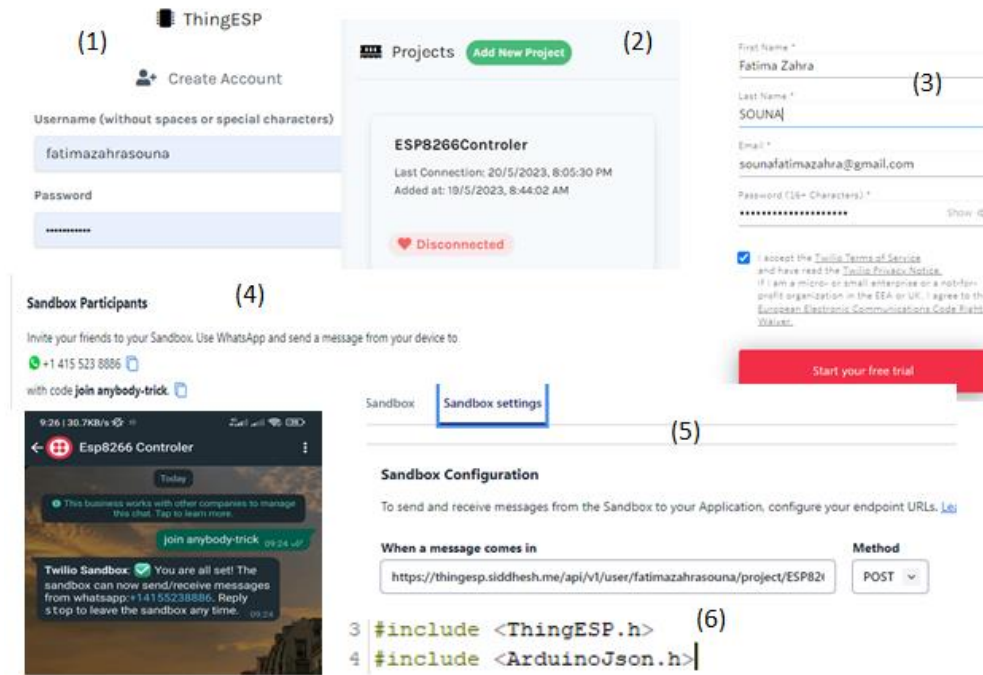 ThingESP
(1)
Create Account
Username (without spaces or special characters)
fatimazahrasouna
Password
Projects
Add New Project
(2)
ESP8266Controler
Last Connection: 20/5/2023, 8:05:30 PM
Added at: 19/5/2023, 8:44:02 AM
Disconnected
First Name *
Fatima Zahra
(3)
Last Name *
SOUNA
Email *
sounafatimazahra@gmail.com
Password (16+ Characters) *
Show
I accept the Twilio Terms of Service
and have read the Twilio Privacy Notice.
If I am a micro- or small enterprise or a not-for-
profit organization in the EEA or UK, I agree to th
European Electronic Communications Code Right
Waiver.
Start your free trial
(4)
Sandbox Participants
Invite your friends to your Sandbox. Use WhatsApp and send a message from your device to
+1 415 523 8886
with code join anybody-trick.
9:26 | 30.7KB/s
Esp8266 Controler
Today
This business works with other companies to manage
this chat. Tap to learn more.
join anybody-trick 09:24
Twilio Sandbox: ✅ You are all set! The
sandbox can now send/receive messages
from whatsapp:+14155238886. Reply
stop to leave the sandbox any time. 09:24
Sandbox
Sandbox settings
(5)
Sandbox Configuration
To send and receive messages from the Sandbox to your Application, configure your endpoint URLs. Le
When a message comes in
Method
https://thingesp.siddhesh.me/api/v1/user/fatimazahrasouna/project/ESP82
POST
(6)
3 #include <ThingESP.h>
4 #include <ArduinoJson.h>